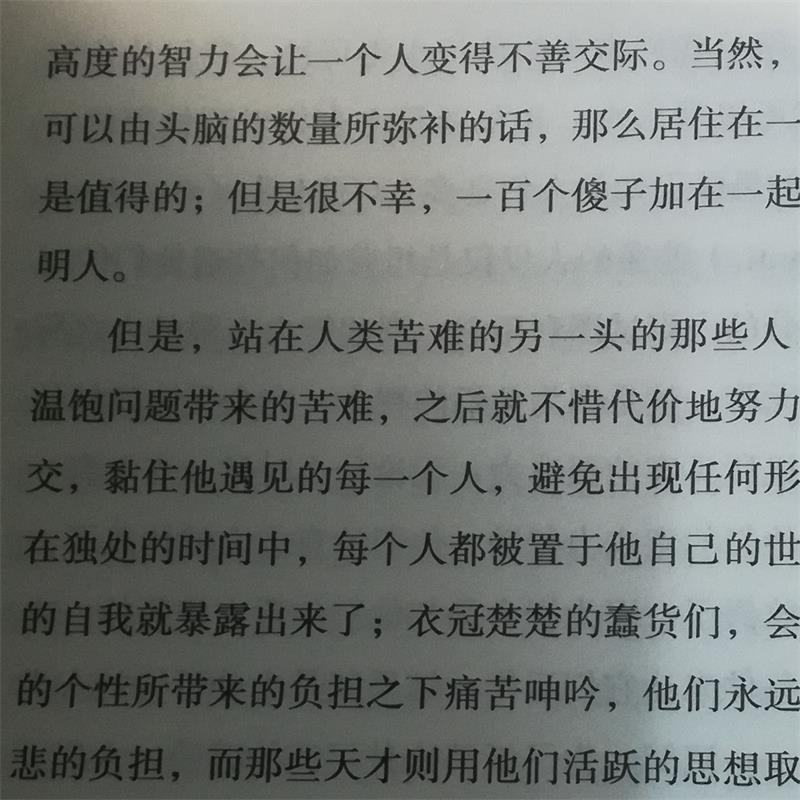 高度的智力会让一个人变得不善交际。当然，
可以由头脑的数量所弥补的话，那么居住在一
是值得的；但是很不幸，一百个傻子加在一起
明人。
但是，站在人类苦难的另一头的那些人
温饱问题带来的苦难，之后就不惜代价地努力
交，黏住他遇见的每一个人，避免出现任何形
在独处的时间中，每个人都被置于他自己的世
的自我就暴露出来了；衣冠楚楚的蠢货们，会
的个性所带来的负担之下痛苦呻吟，他们永远
悲的负担，而那些天才则用他们活跃的思想取